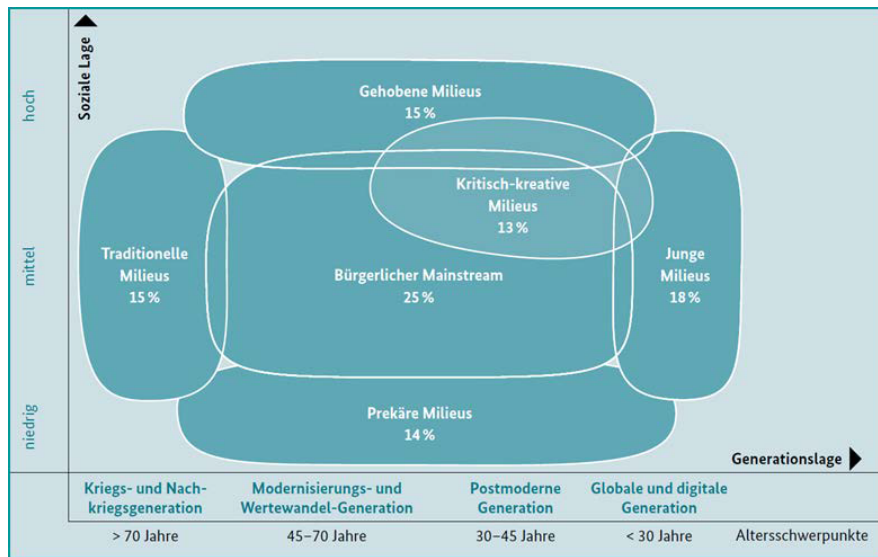 Soziale Lage
hoch
mittel
niedrig
Gehobene Milieus
15 %
Kritisch-kreative
Milieus
13 %
Traditionelle
Milieus
15 %
Bürgerlicher Mainstream
25 %
Junge
Milieus
18 %
Prekäre Milieus
14 %
Generationslage
Kriegs- und Nach-
kriegsgeneration
Modernisierungs- und
Wertewandel-Generation
Postmoderne
Generation
Globale und digitale
Generation
> 70 Jahre
45–70 Jahre
30–45 Jahre
< 30 Jahre
Altersschwerpunkte